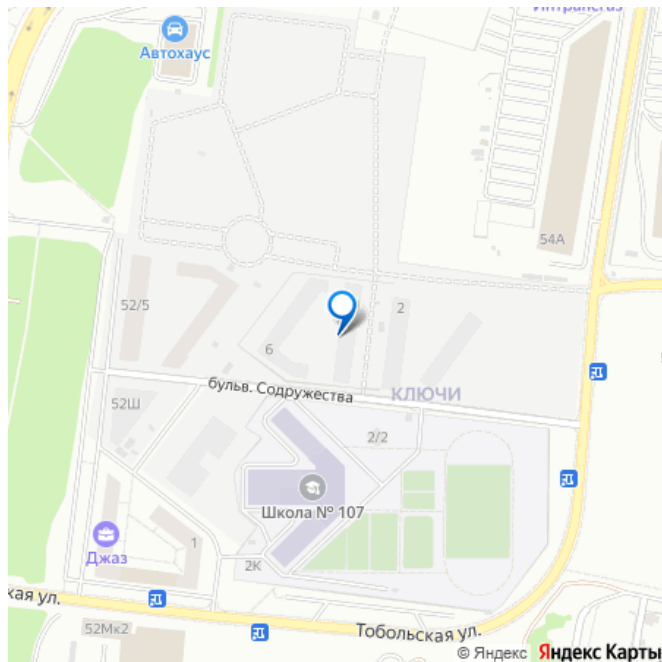 Интрансгаз
Автохаус
54А
52/5
2
6
бульв. Содружества
КЛЮЧИ
52Ш
2/2
Школа № 107
Джаз
1
2К
кая ул.
52Мк2
Тобольская ул.
© Яндекс Яндекс Карты